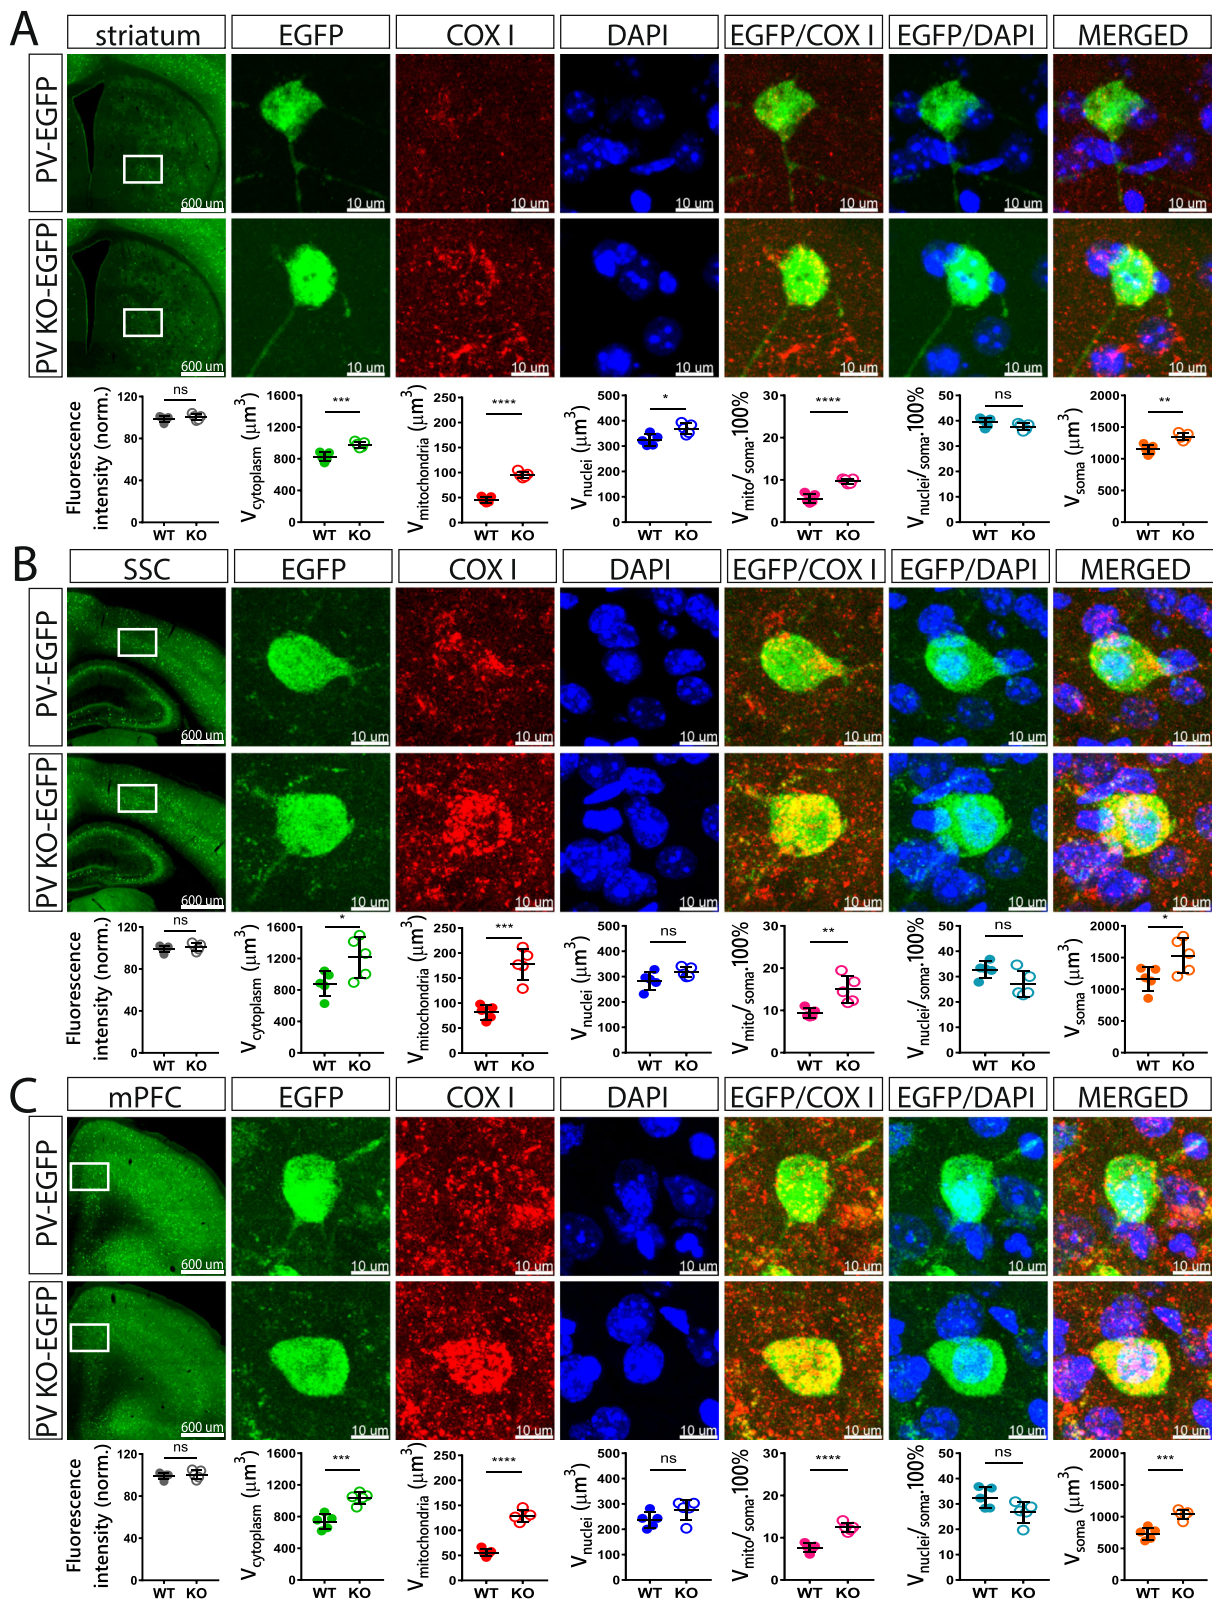 A
striatum EGFP COX I DAPI EGFP/COX I EGFP/DAPI MERGED
PV-EGFP
600 um 10 um 10 um 10 um 10 um 10 um 10 um
PV KO-EGFP
600 um 10 um 10 um 10 um 10 um 10 um 10 um
Fluorescence intensity (norm.) 120 80 40 0 ns WT KO
Vcytoplasm (μm3) 1600 1200 800 400 0 *** WT KO
Vmitochondria (μm3) 250 200 150 100 50 0 **** WT KO
Vnuclei (μm3) 500 400 300 200 100 0 * WT KO
Vmito/soma·100% 30 20 10 0 **** WT KO
Vnuclei/soma·100% 50 40 30 20 10 0 ns WT KO
Vsoma (μm3) 2000 1500 1000 500 0 ** WT KO
B
SSC EGFP COX I DAPI EGFP/COX I EGFP/DAPI MERGED
PV-EGFP
600 um 10 um 10 um 10 um 10 um 10 um 10 um
PV KO-EGFP
600 um 10 um 10 um 10 um 10 um 10 um 10 um
Fluorescence intensity (norm.) 120 80 40 0 ns WT KO
Vcytoplasm (μm3) 1600 1200 800 400 0 * WT KO
Vmitochondria (μm3) 250 200 150 100 50 0 *** WT KO
Vnuclei (μm3) 500 400 300 200 100 0 ns WT KO
Vmito/soma·100% 30 20 10 0 ** WT KO
Vnuclei/soma·100% 50 40 30 20 10 0 ns WT KO
Vsoma (μm3) 2000 1500 1000 500 0 * WT KO
C
mPFC EGFP COX I DAPI EGFP/COX I EGFP/DAPI MERGED
PV-EGFP
600 um 10 um 10 um 10 um 10 um 10 um 10 um
PV KO-EGFP
600 um 10 um 10 um 10 um 10 um 10 um 10 um
Fluorescence intensity (norm.) 120 80 40 0 ns WT KO
Vcytoplasm (μm3) 1600 1200 800 400 0 *** WT KO
Vmitochondria (μm3) 250 200 150 100 50 0 **** WT KO
Vnuclei (μm3) 500 400 300 200 100 0 ns WT KO
Vmito/soma·100% 30 20 10 0 **** WT KO
Vnuclei/soma·100% 50 40 30 20 10 0 ns WT KO
Vsoma (μm3) 2000 1500 1000 500 0 *** WT KO